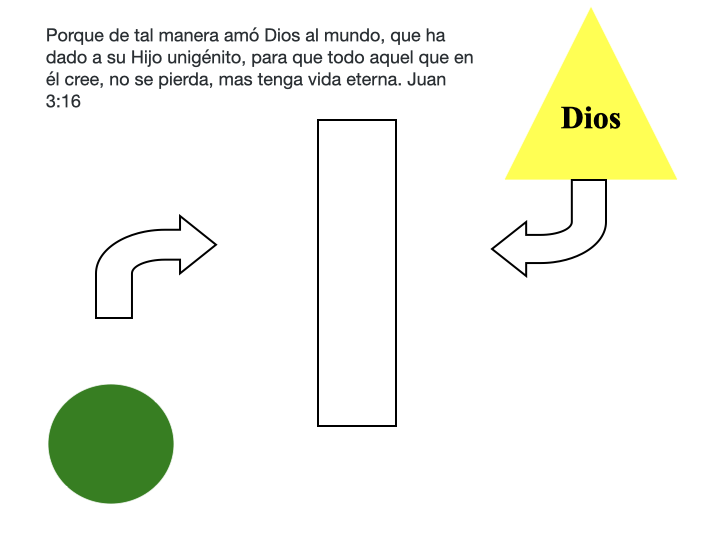 Porque de tal manera amó Dios al mundo, que ha
dado a su Hijo unigénito, para que todo aquel que en
él cree, no se pierda, mas tenga vida eterna. Juan
3:16
Dios